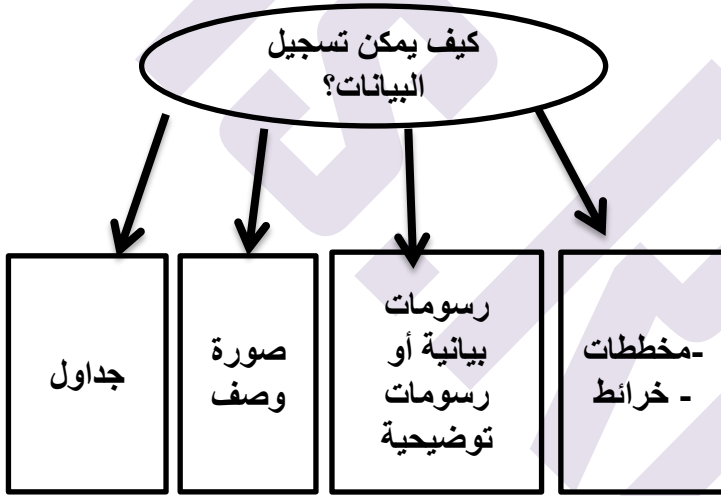 كيف يمكن تسجيل
البيانات؟
-مخططات
- خرائط
رسومات
بيانية أو
رسومات
توضيحية
صورة
وصف
جداول